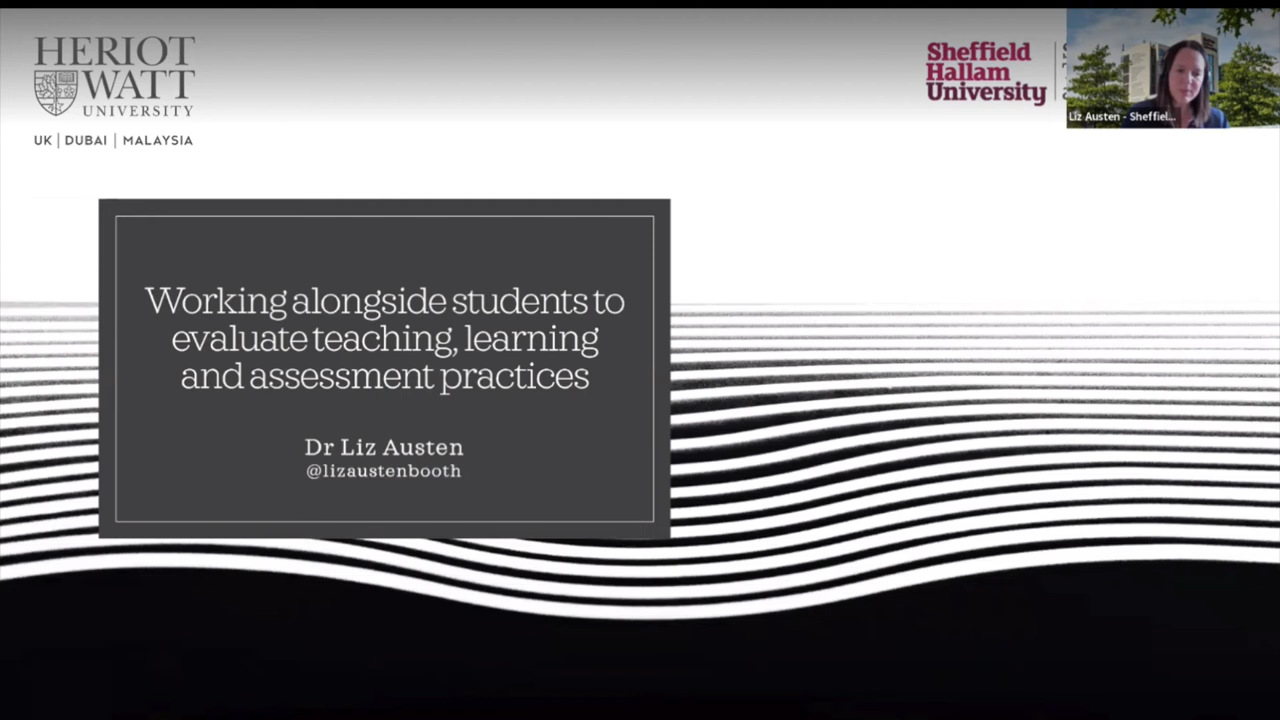 HERIOT
WATT
UNIVERSITY
UK | DUBAI | MALAYSIA
Sheffield
Hallam
University
Liz Austen - Sheffiel...
Working alongside students to
evaluate teaching, learning
and assessment practices
Dr Liz Austen
@lizaustenbooth